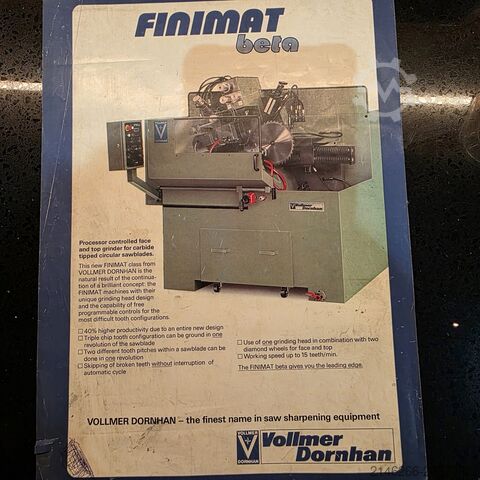 FINIMAT
beta
Vollmer
Dornhan
Processor controlled face
and top grinder for carbide
tipped circular sawblades.
This new FINIMAT class from
VOLLMER DORNHAN is the
natural result of the continua-
tion of a brilliant concept: the
FINIMAT machines with their
unique grinding head design
and the capability of free
programmable controls for the
most difficult tooth configurations.
40% higher productivity due to an entire new design
Triple chip tooth configuration can be ground in one
revolution of the sawblade
Two different tooth pitches within a sawblade can be
done in one revolution
Skipping of broken teeth without interruption of
automatic cycle
Use of one grinding head in combination with two
diamond wheels for face and top
Working speed up to 15 teeth/min.
The FINIMAT beta gives you the leading edge.
VOLLMER DORNHAN – the finest name in saw sharpening equipment
VOLLMER
DORNHAN
Vollmer
Dornhan